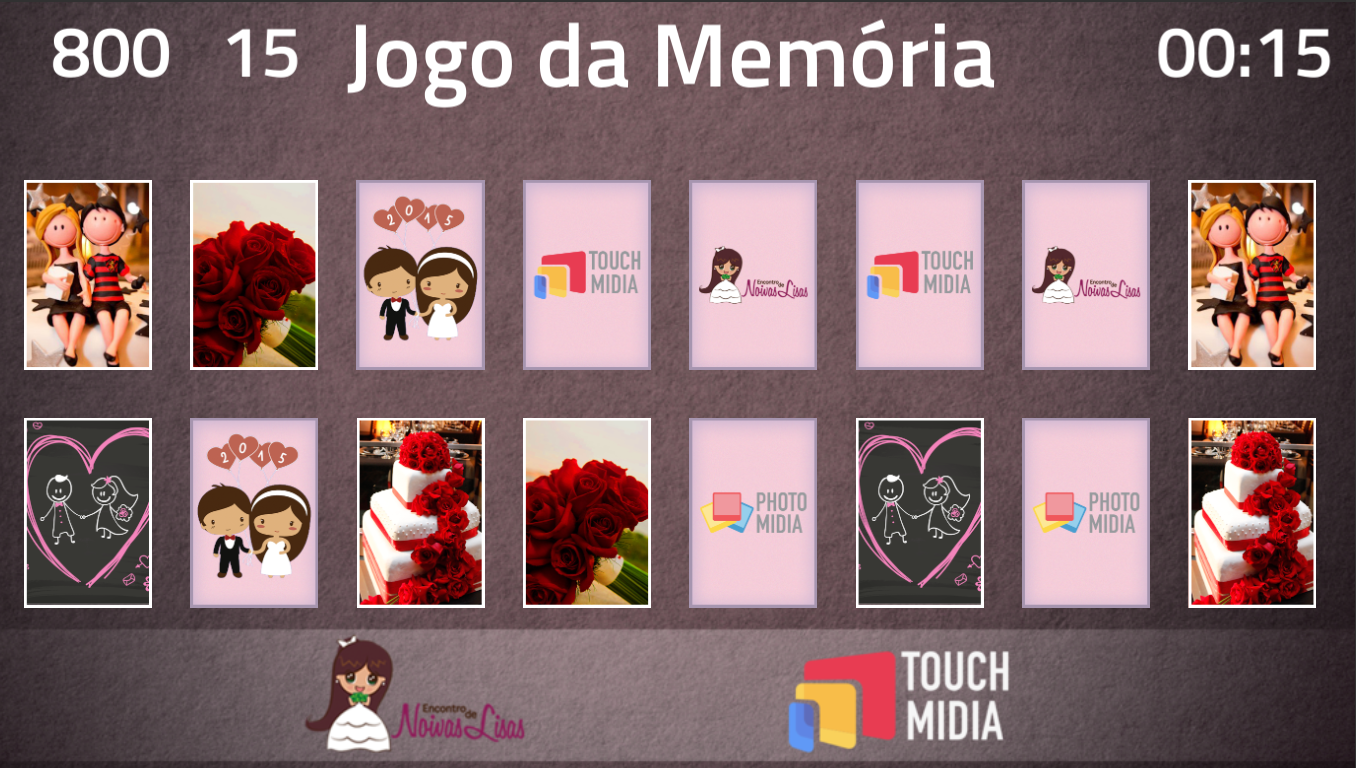 800 15 Jogo da Memória 00:15
2015
TOUCH
MIDIA
Encontro de
Noivas Lisas
TOUCH
MIDIA
Encontro de
Noivas Lisas
2015
PHOTO
MIDIA
PHOTO
MIDIA
Encontro de
Noivas Lisas
TOUCH
MIDIA